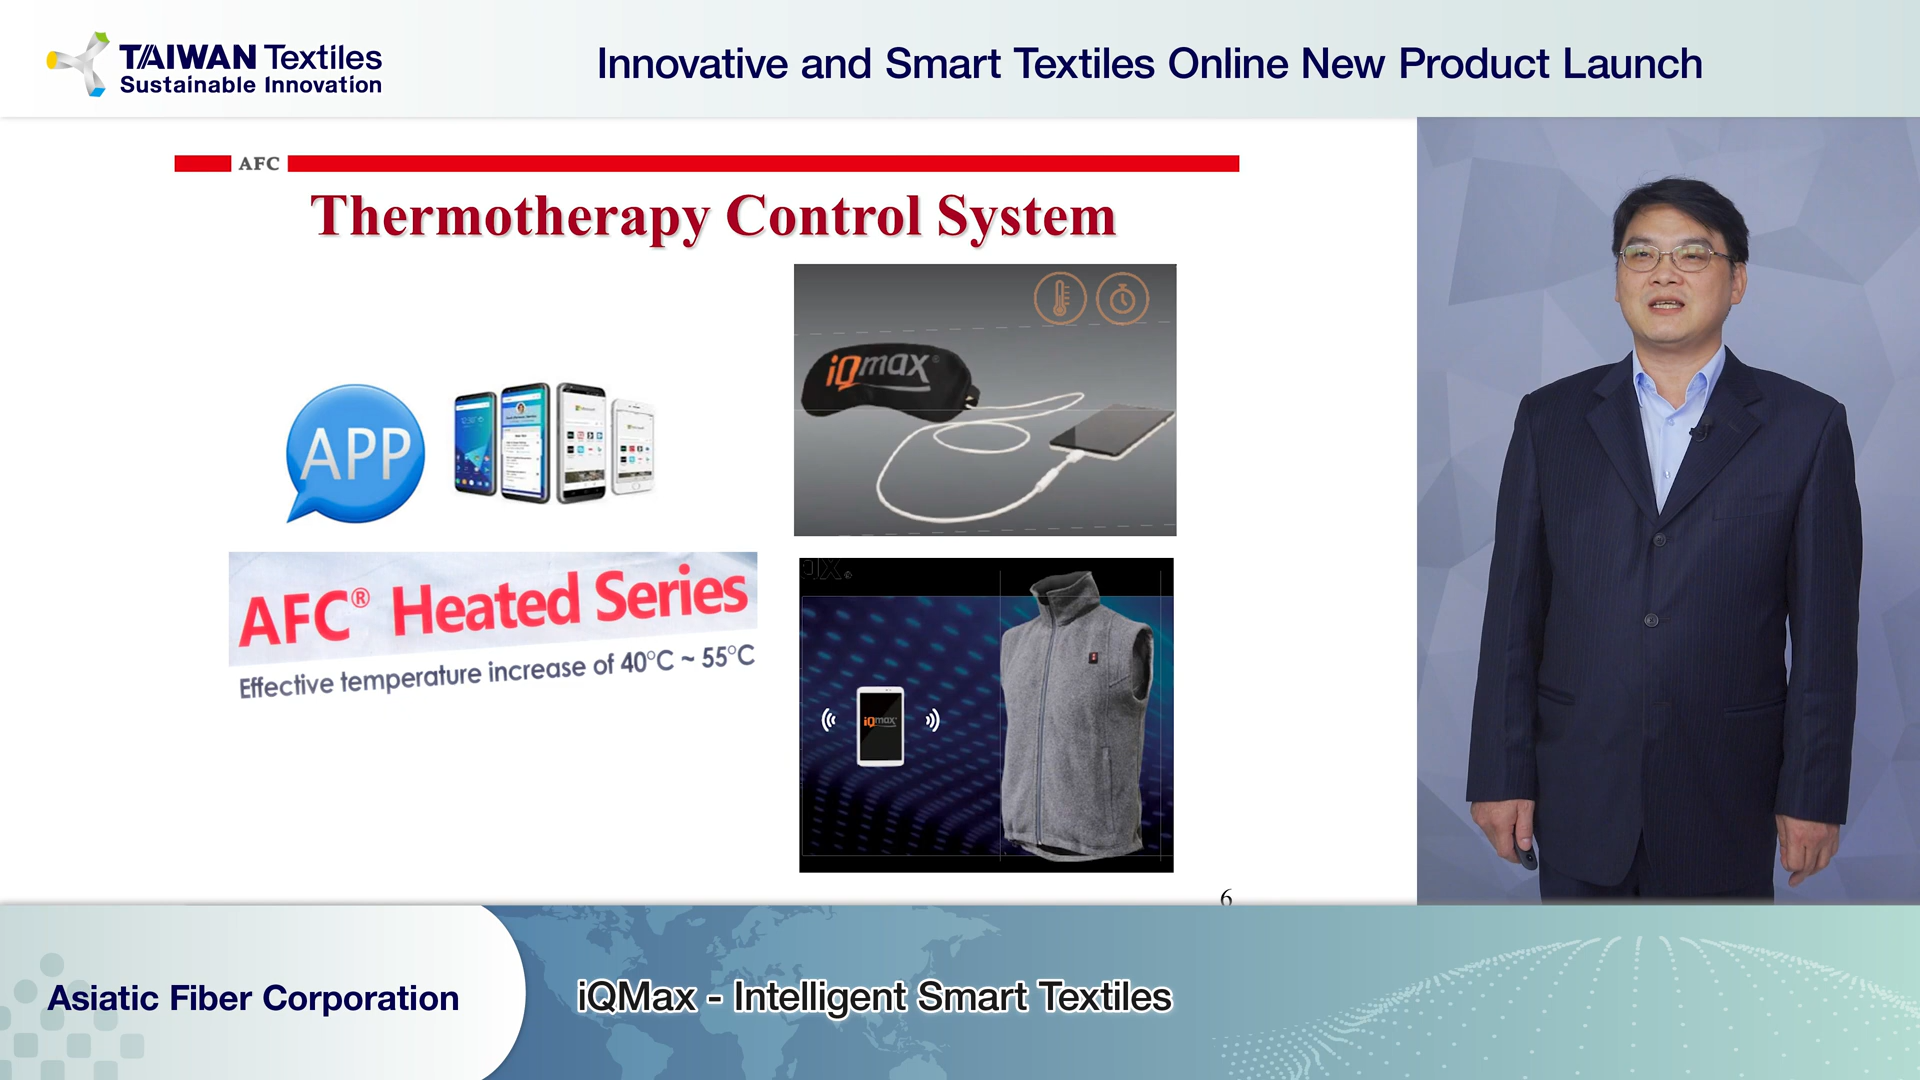 TAIWAN Textiles
Sustainable Innovation
Innovative and Smart Textiles Online New Product Launch
AFC
Thermotherapy Control System
APP
iQmax®
AFC® Heated Series
Effective temperature increase of 40°C ~ 55°C
iQmax
6
Asiatic Fiber Corporation
iQMax - Intelligent Smart Textiles